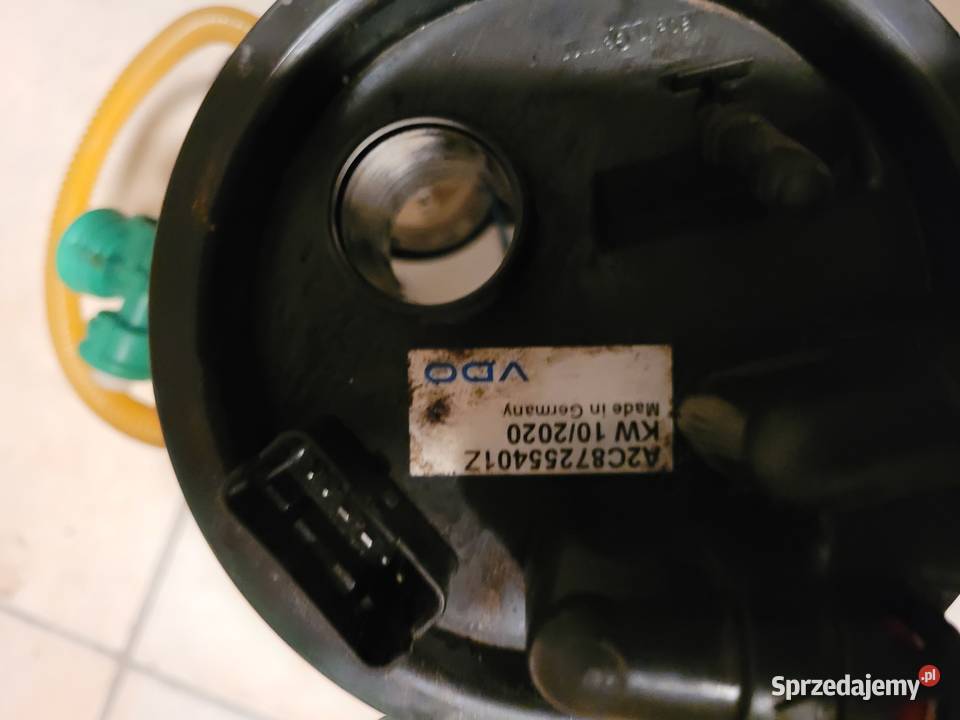 A2C87255401Z
KW 10/2020
Made in Germany
VDO
Sprzedajemy.pl